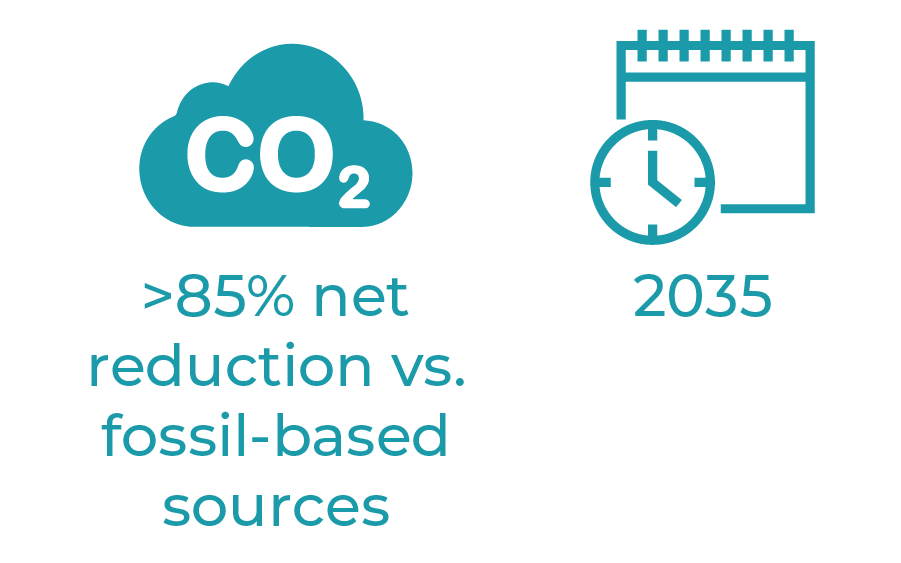 CO₂
>85% net
reduction vs.
fossil-based
sources
2035